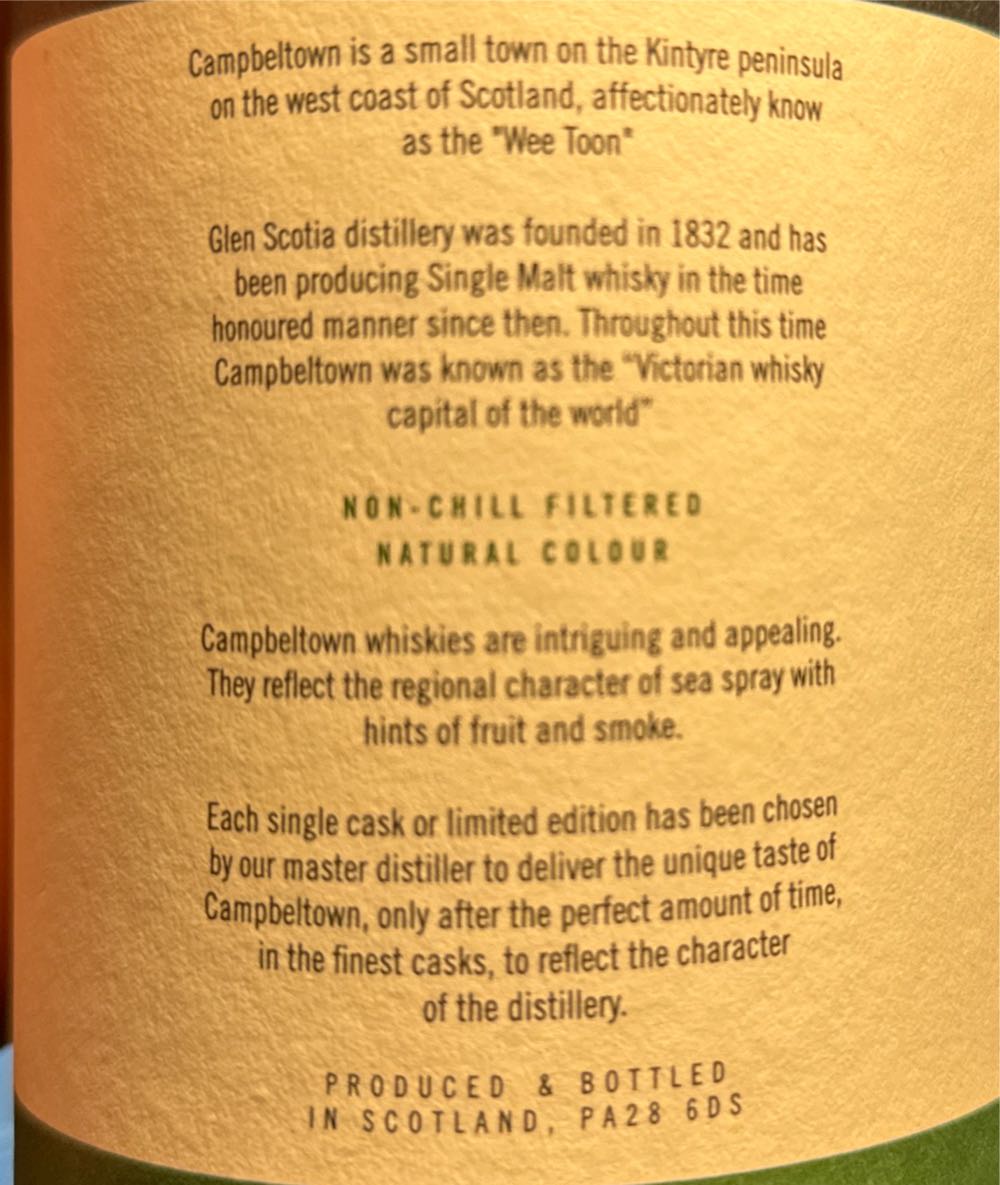 Campbeltown is a small town on the Kintyre peninsula
on the west coast of Scotland, affectionately know
as the "Wee Toon"
Glen Scotia distillery was founded in 1832 and has
been producing Single Malt whisky in the time
honoured manner since then. Throughout this time
Campbeltown was known as the “Victorian whisky
capital of the world”
NON-CHILL FILTERED
NATURAL COLOUR
Campbeltown whiskies are intriguing and appealing.
They reflect the regional character of sea spray with
hints of fruit and smoke.
Each single cask or limited edition has been chosen
by our master distiller to deliver the unique taste of
Campbeltown, only after the perfect amount of time,
in the finest casks, to reflect the character
of the distillery.
PRODUCED & BOTTLED
IN SCOTLAND, PA28 6DS